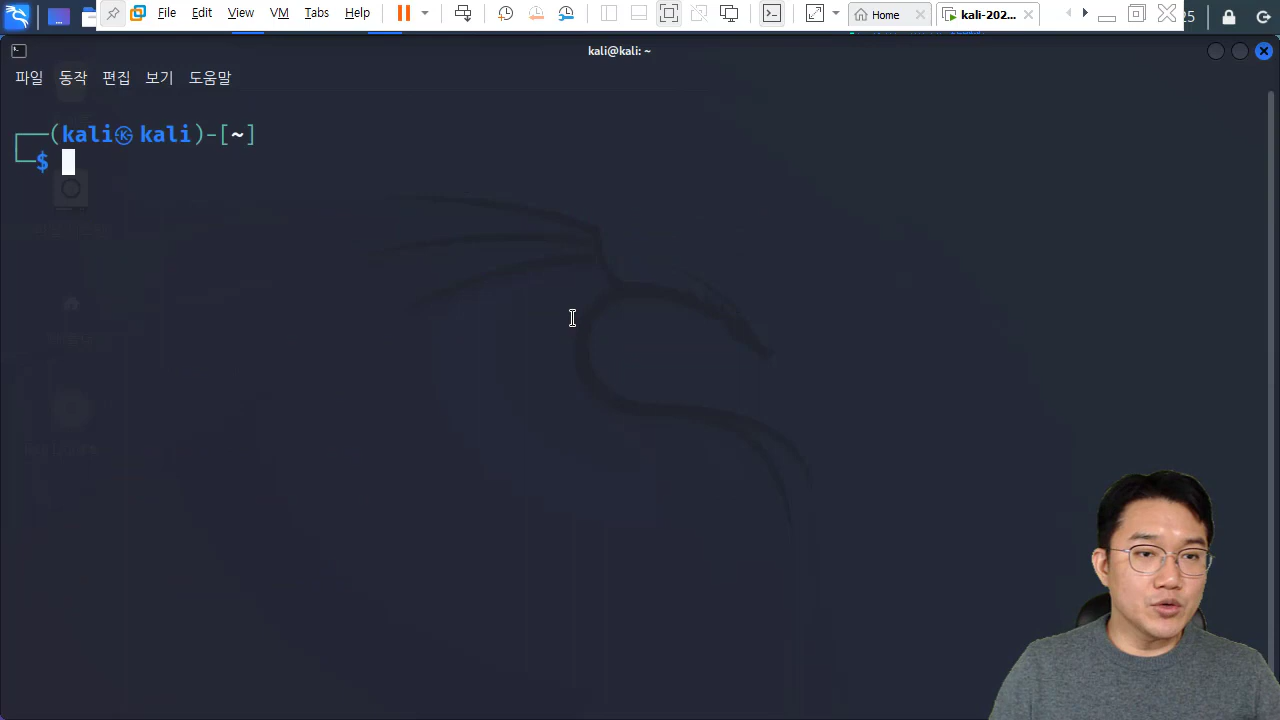 File Edit View VM Tabs Help Home kali-202... 25
kali@kali: ~
파일 동작 편집 보기 도움말
┌──(kali㉿kali)-[~]
└─$